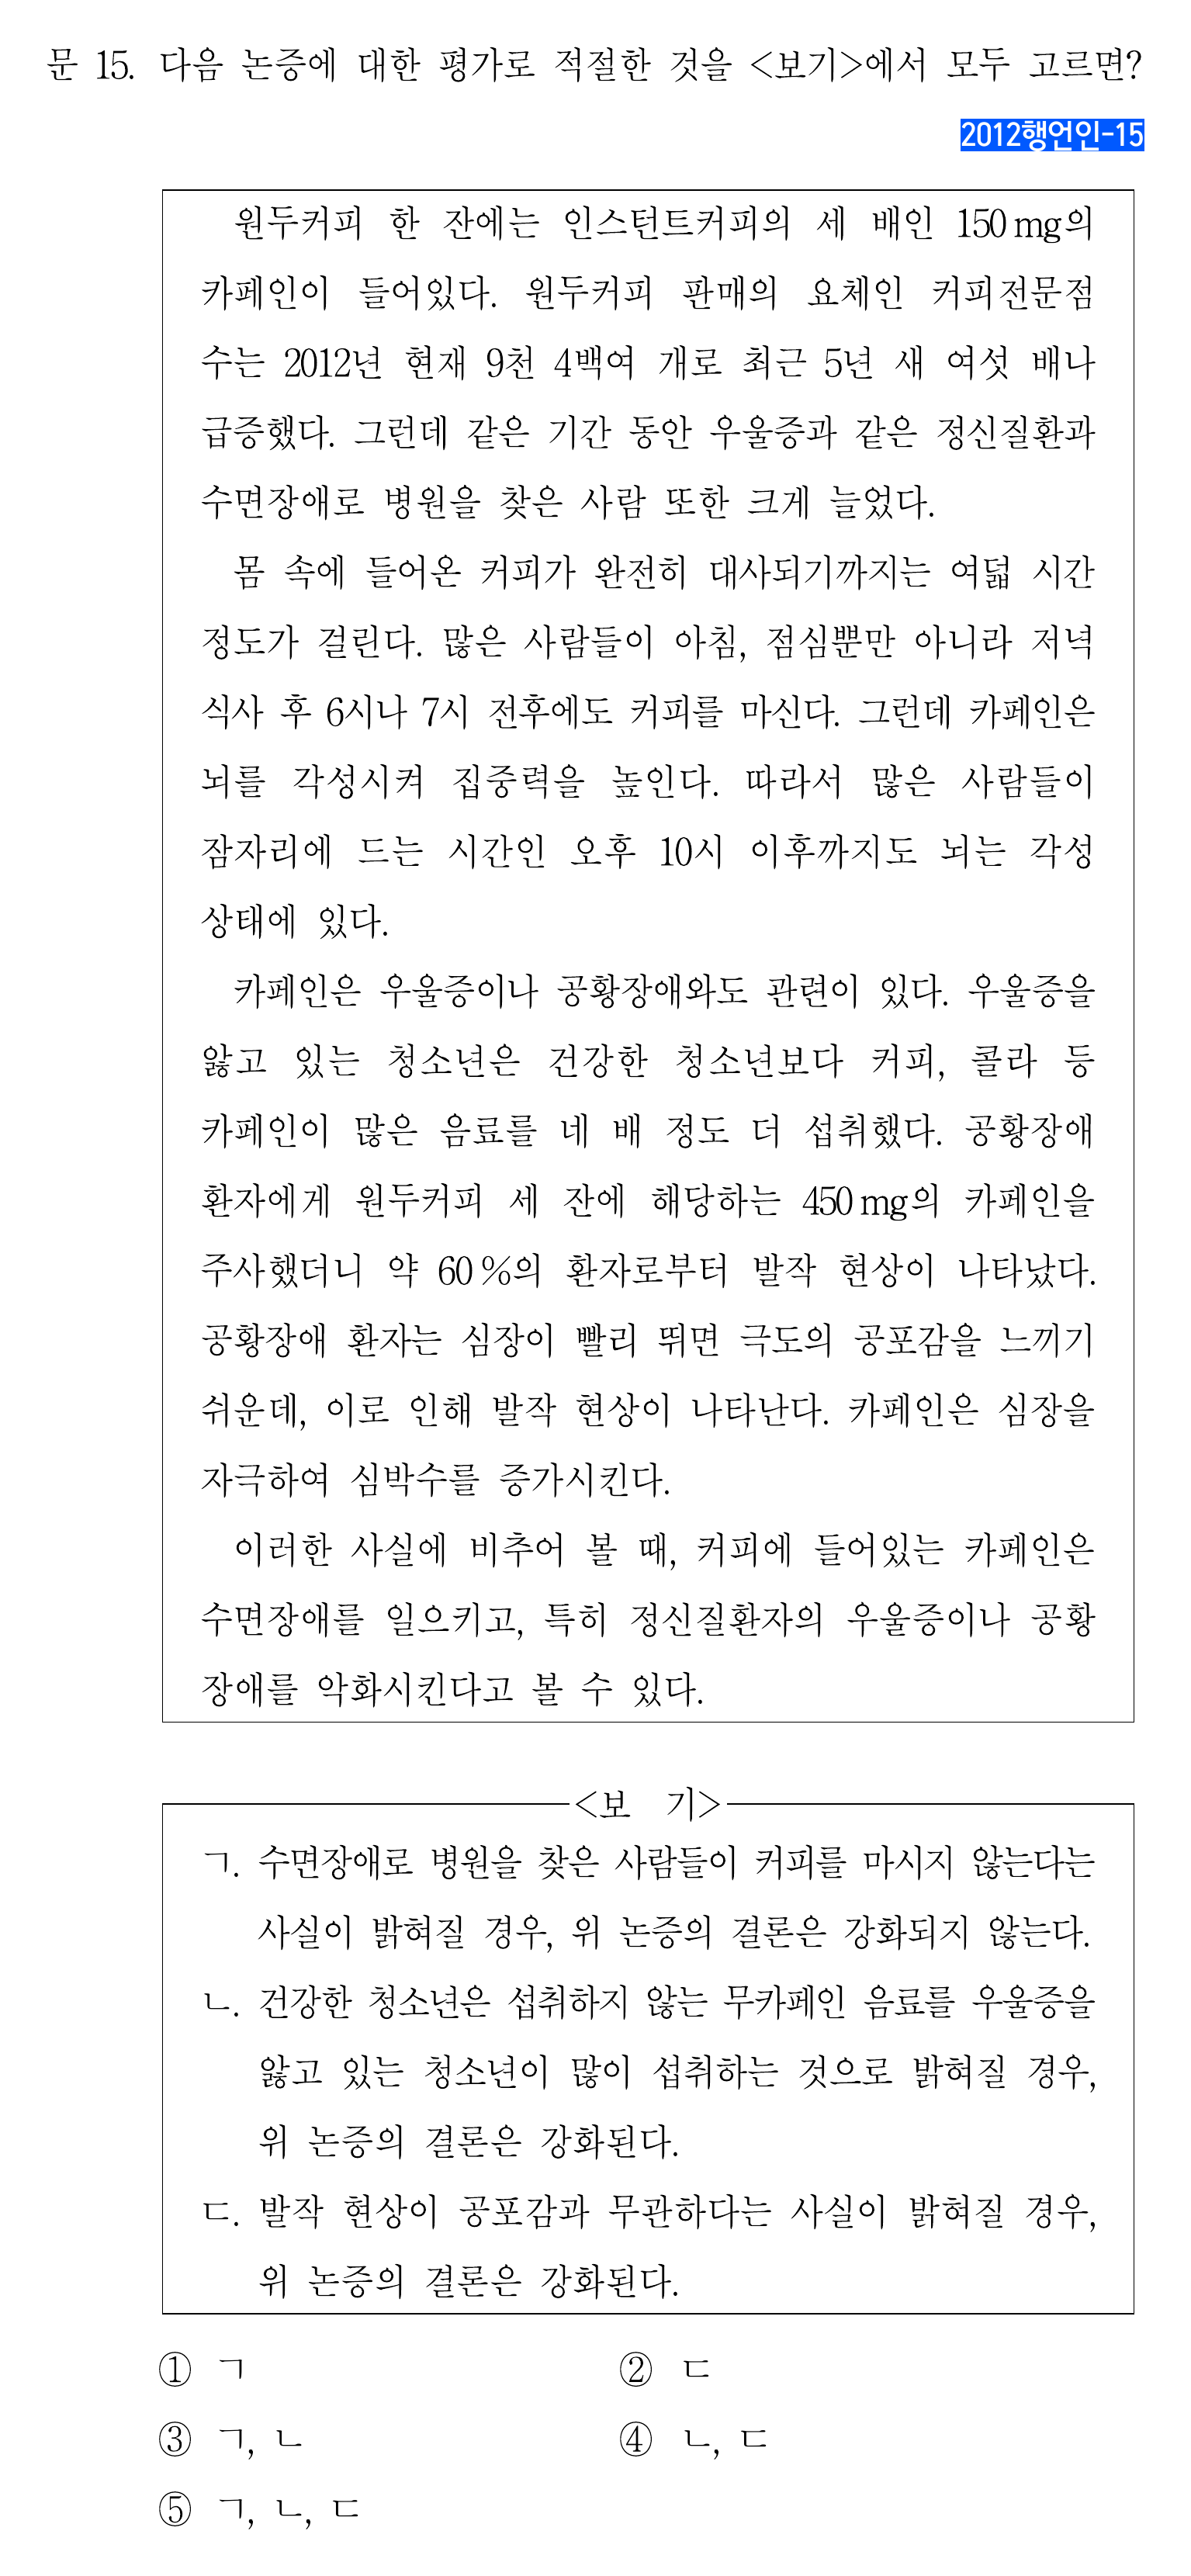 문 15. 다음 논증에 대한 평가로 적절한 것을 <보기>에서 모두 고르면?
2012행언인-15
원두커피 한 잔에는 인스턴트커피의 세 배인 150 mg의
카페인이 들어있다. 원두커피 판매의 요체인 커피전문점
수는 2012년 현재 9천 4백여 개로 최근 5년 새 여섯 배나
급증했다. 그런데 같은 기간 동안 우울증과 같은 정신질환과
수면장애로 병원을 찾은 사람 또한 크게 늘었다.
몸 속에 들어온 커피가 완전히 대사되기까지는 여덟 시간
정도가 걸린다. 많은 사람들이 아침, 점심뿐만 아니라 저녁
식사 후 6시나 7시 전후에도 커피를 마신다. 그런데 카페인은
뇌를 각성시켜 집중력을 높인다. 따라서 많은 사람들이
잠자리에 드는 시간인 오후 10시 이후까지도 뇌는 각성
상태에 있다.
카페인은 우울증이나 공황장애와도 관련이 있다. 우울증을
앓고 있는 청소년은 건강한 청소년보다 커피, 콜라 등
카페인이 많은 음료를 네 배 정도 더 섭취했다. 공황장애
환자에게 원두커피 세 잔에 해당하는 450 mg의 카페인을
주사했더니 약 60 %의 환자로부터 발작 현상이 나타났다.
공황장애 환자는 심장이 빨리 뛰면 극도의 공포감을 느끼기
쉬운데, 이로 인해 발작 현상이 나타난다. 카페인은 심장을
자극하여 심박수를 증가시킨다.
이러한 사실에 비추어 볼 때, 커피에 들어있는 카페인은
수면장애를 일으키고, 특히 정신질환자의 우울증이나 공황
장애를 악화시킨다고 볼 수 있다.
<보 기>
ㄱ. 수면장애로 병원을 찾은 사람들이 커피를 마시지 않는다는
사실이 밝혀질 경우, 위 논증의 결론은 강화되지 않는다.
ㄴ. 건강한 청소년은 섭취하지 않는 무카페인 음료를 우울증을
앓고 있는 청소년이 많이 섭취하는 것으로 밝혀질 경우,
위 논증의 결론은 강화된다.
ㄷ. 발작 현상이 공포감과 무관하다는 사실이 밝혀질 경우,
위 논증의 결론은 강화된다.
① ㄱ ② ㄷ
③ ㄱ, ㄴ ④ ㄴ, ㄷ
⑤ ㄱ, ㄴ, ㄷ